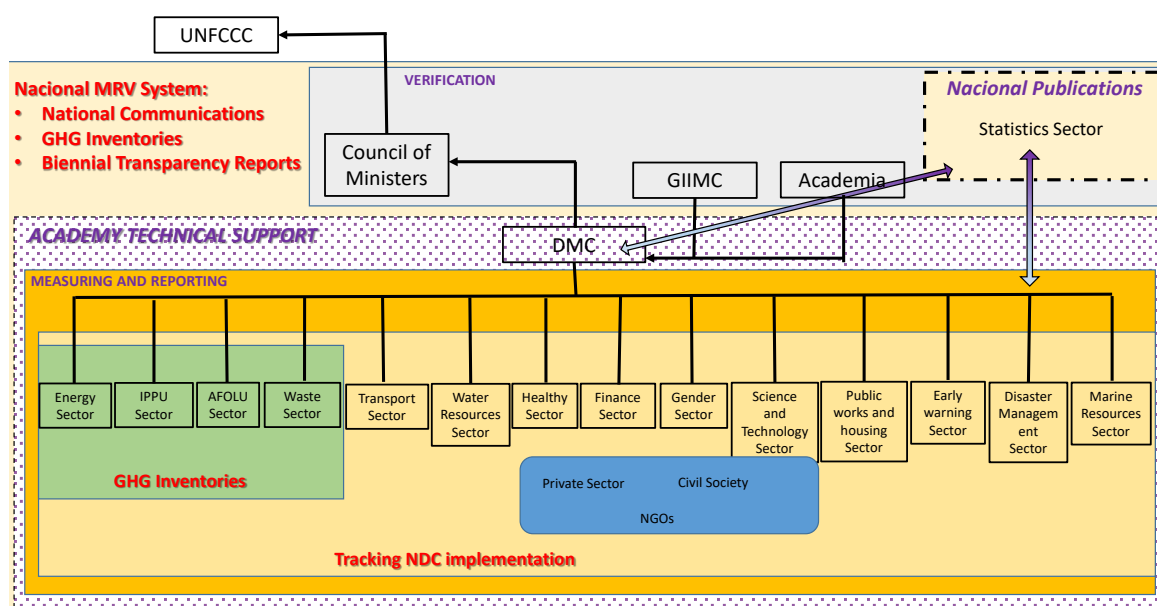 UNFCCC
VERIFICATION
Nacional MRV System:
• National Communications
• GHG Inventories
• Biennial Transparency Reports
Nacional Publications
Statistics Sector
Council of
Ministers
GIIMC
Academia
ACADEMY TECHNICAL SUPPORT
DMC
MEASURING AND REPORTING
Energy
Sector
IPPU
Sector
AFOLU
Sector
Waste
Sector
Transport
Sector
Water
Resources
Sector
Healthy
Sector
Finance
Sector
Gender
Sector
Science
and
Technology
Sector
Public
works and
housing
Sector
Early
warning
Sector
Disaster
Managem
ent
Sector
Marine
Resources
Sector
GHG Inventories
Private Sector
Civil Society
NGOs
Tracking NDC implementation